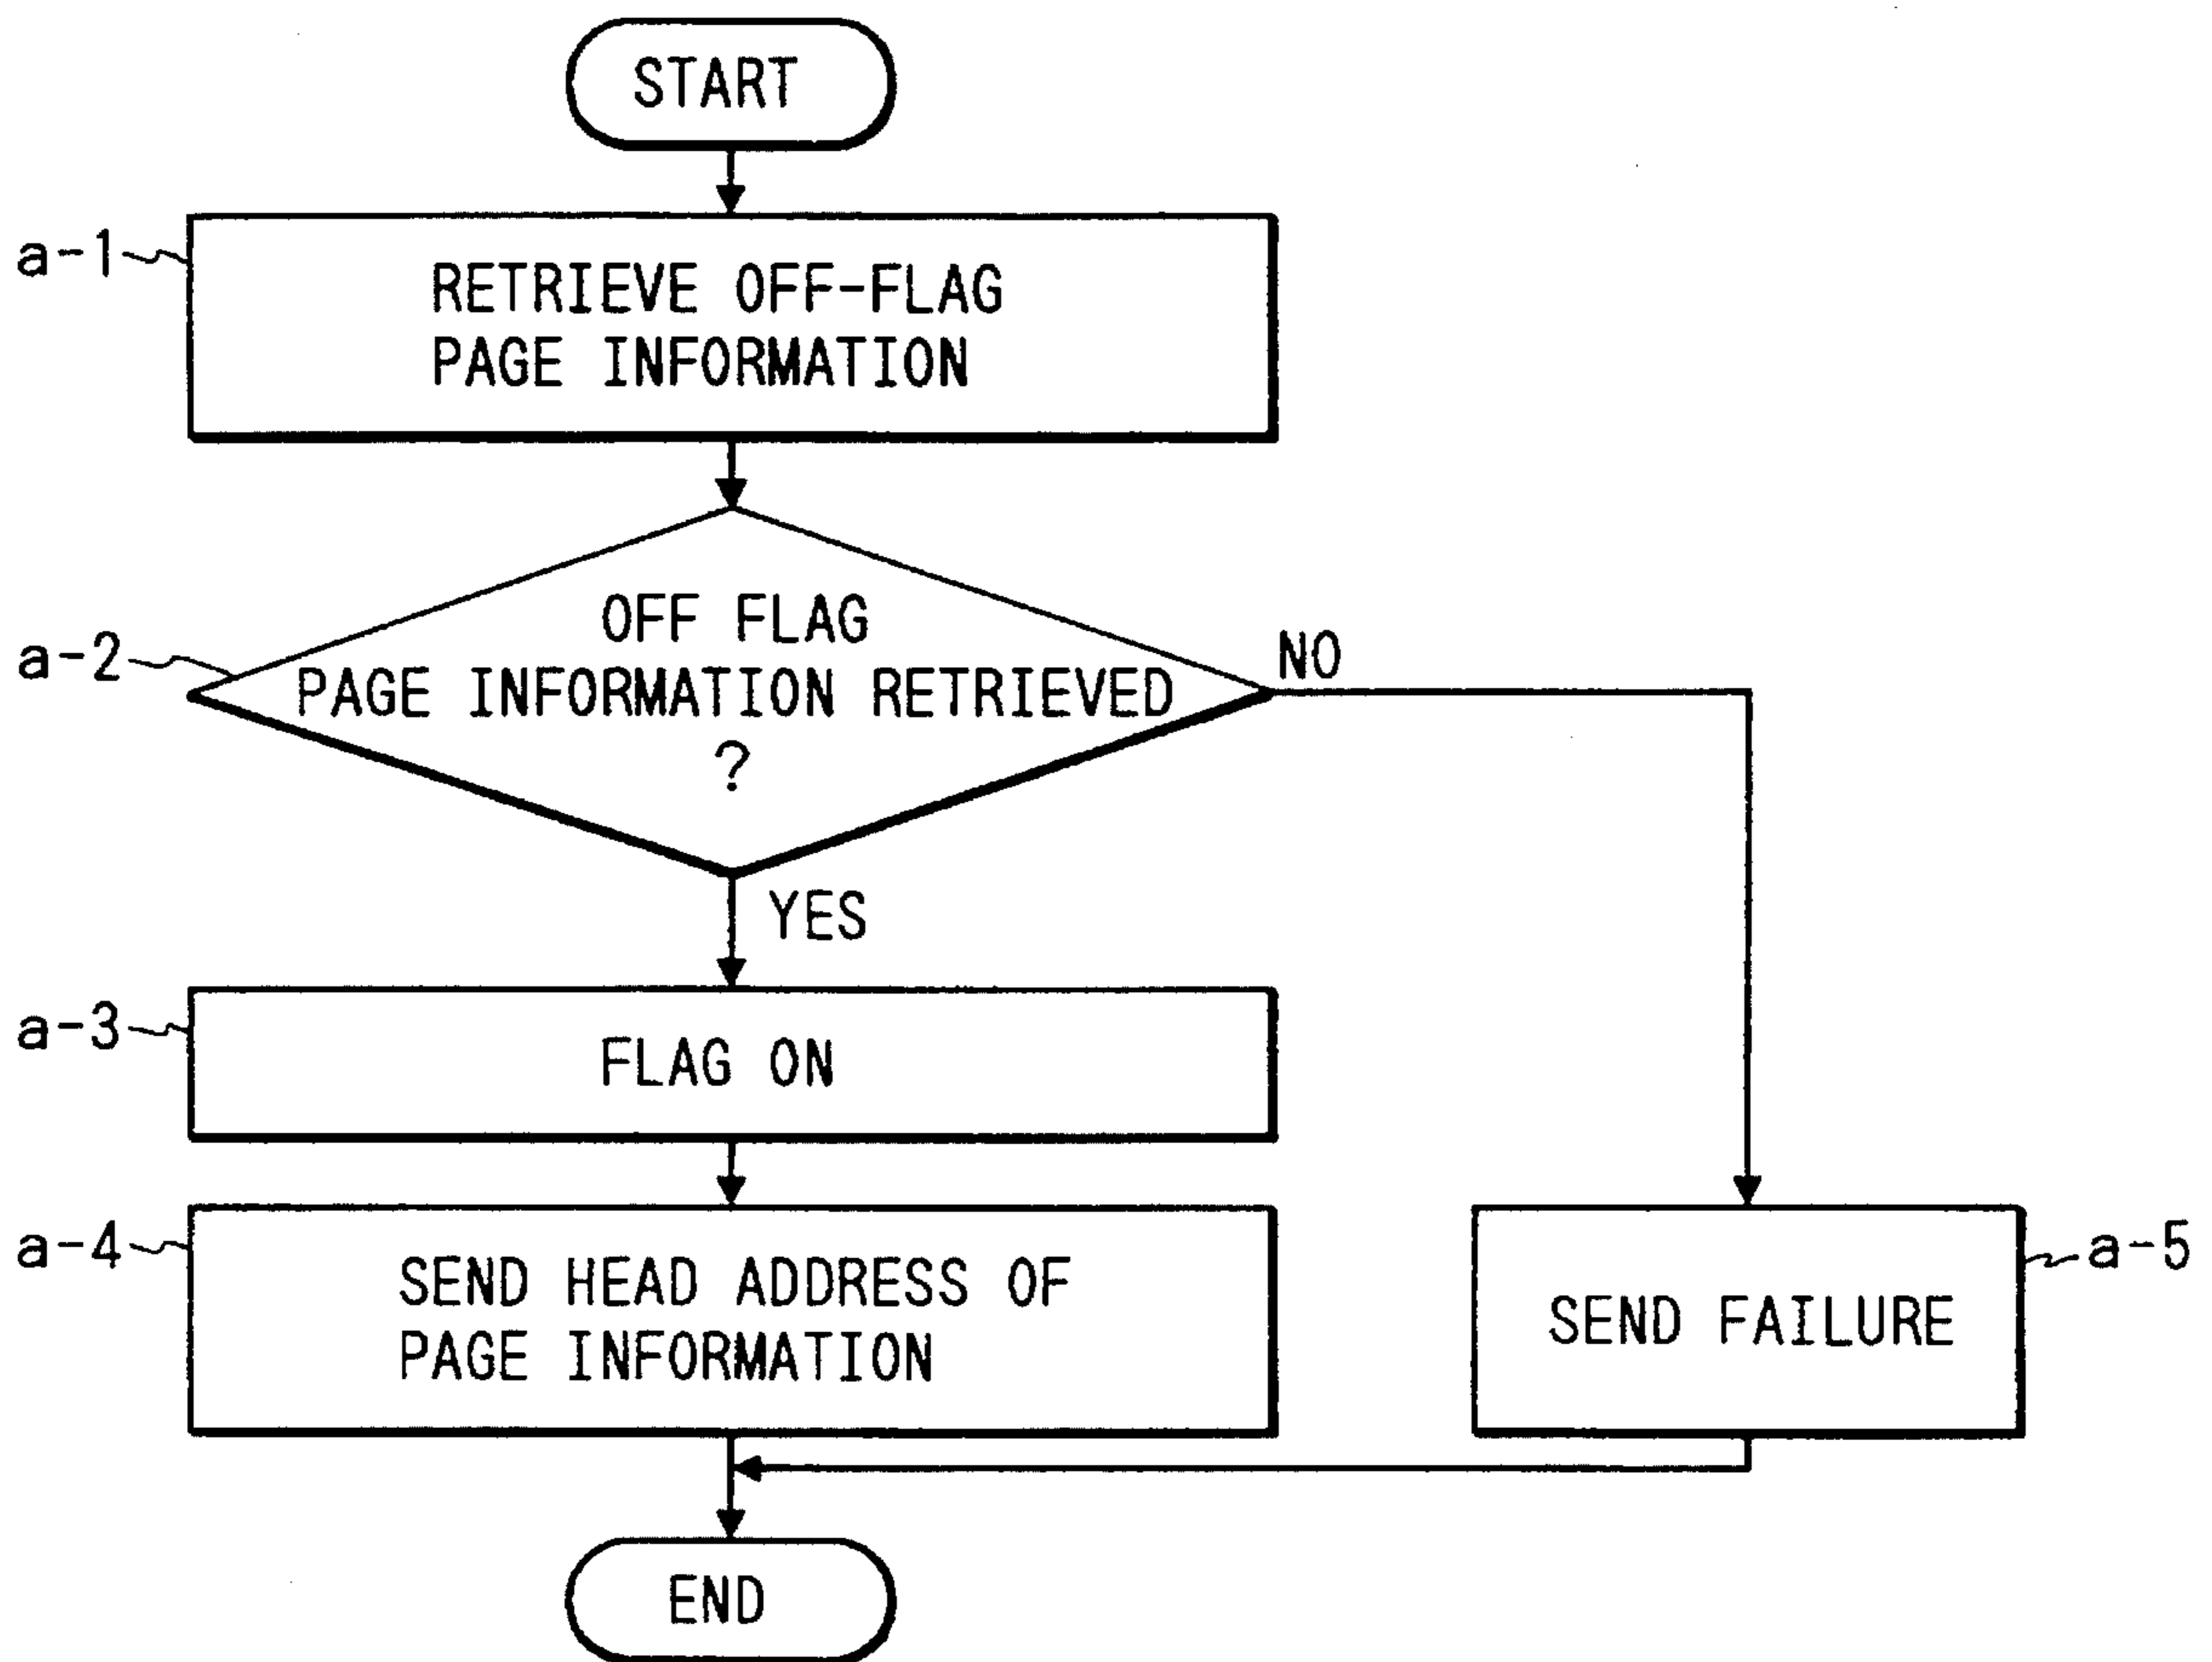 START
a-1
RETRIEVE OFF-FLAG
PAGE INFORMATION
a-2
OFF FLAG
PAGE INFORMATION RETRIEVED
?
NO
YES
a-3
FLAG ON
a-4
SEND HEAD ADDRESS OF
PAGE INFORMATION
SEND FAILURE
a-5
END